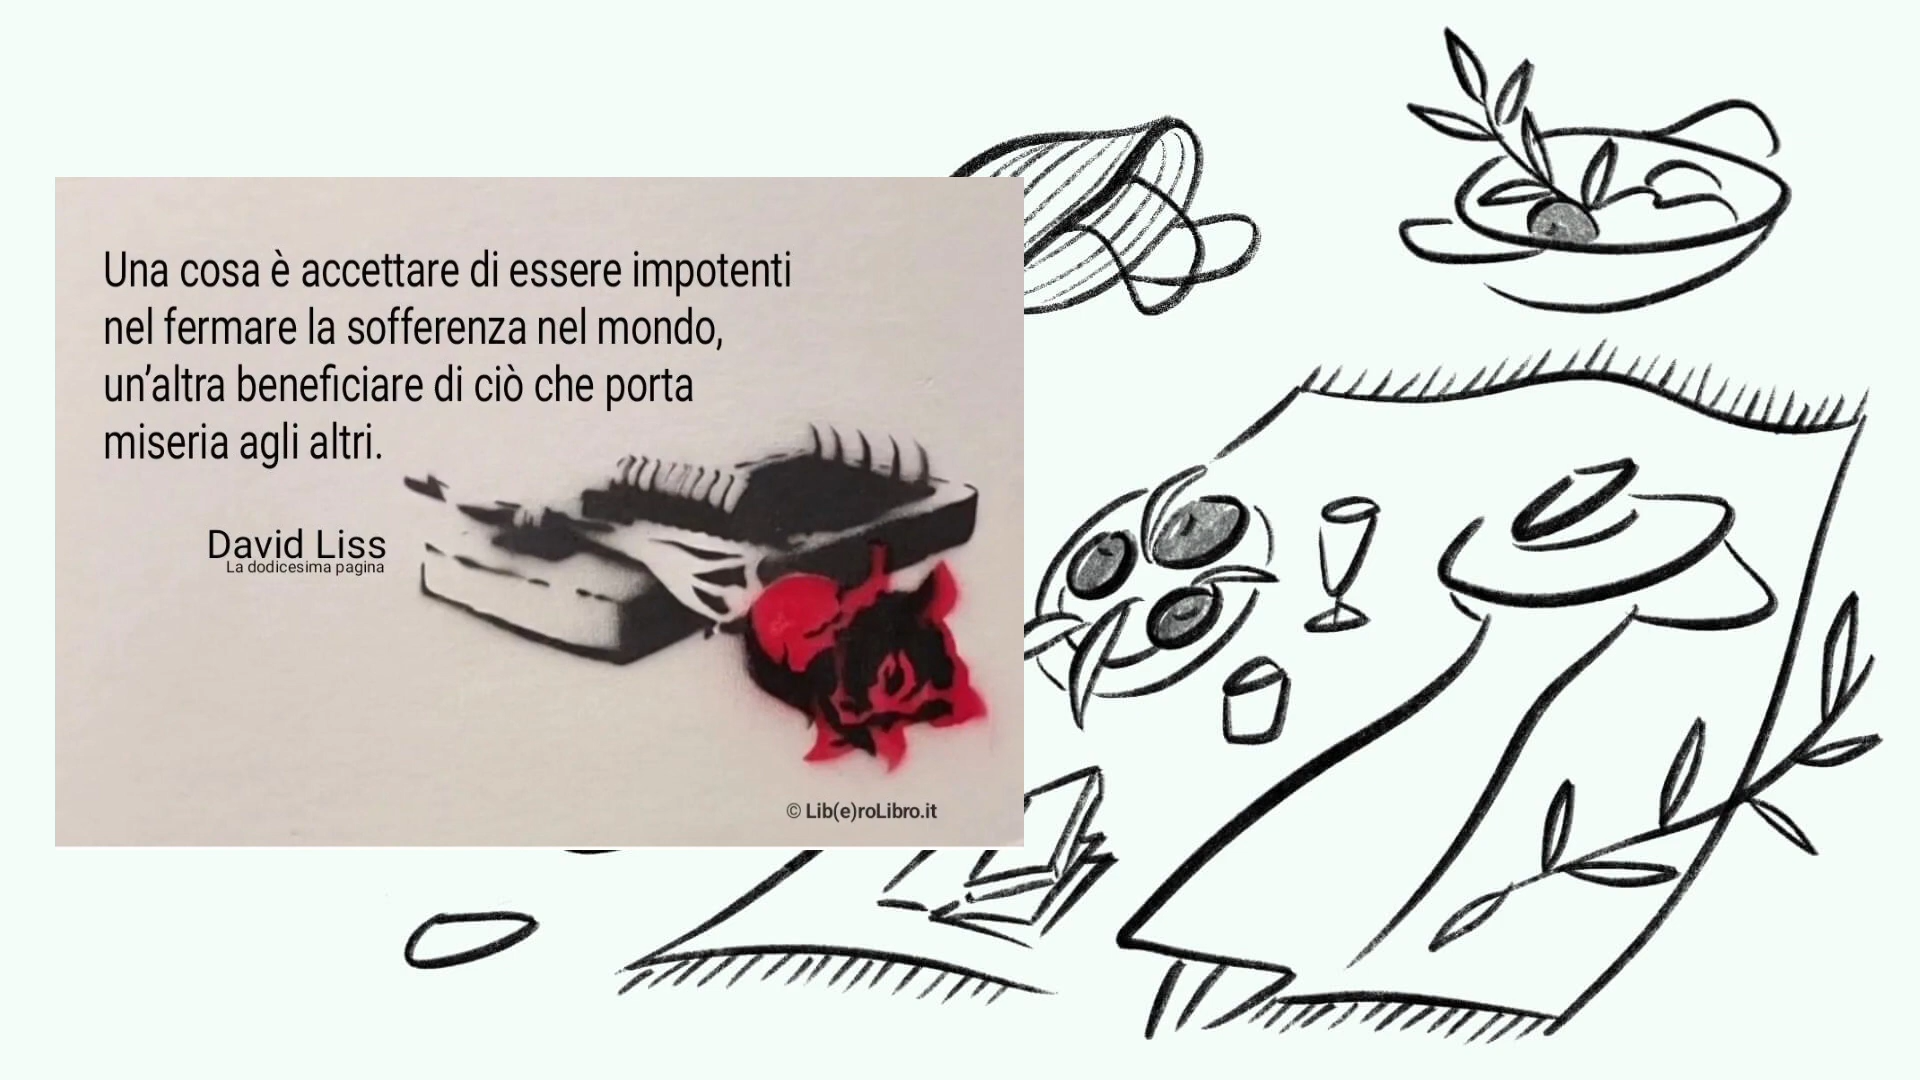 Una cosa è accettare di essere impotenti
nel fermare la sofferenza nel mondo,
un’altra beneficiare di ciò che porta
miseria agli altri.
David Liss
La dodicesima pagina
© Lib(e)roLibro.it